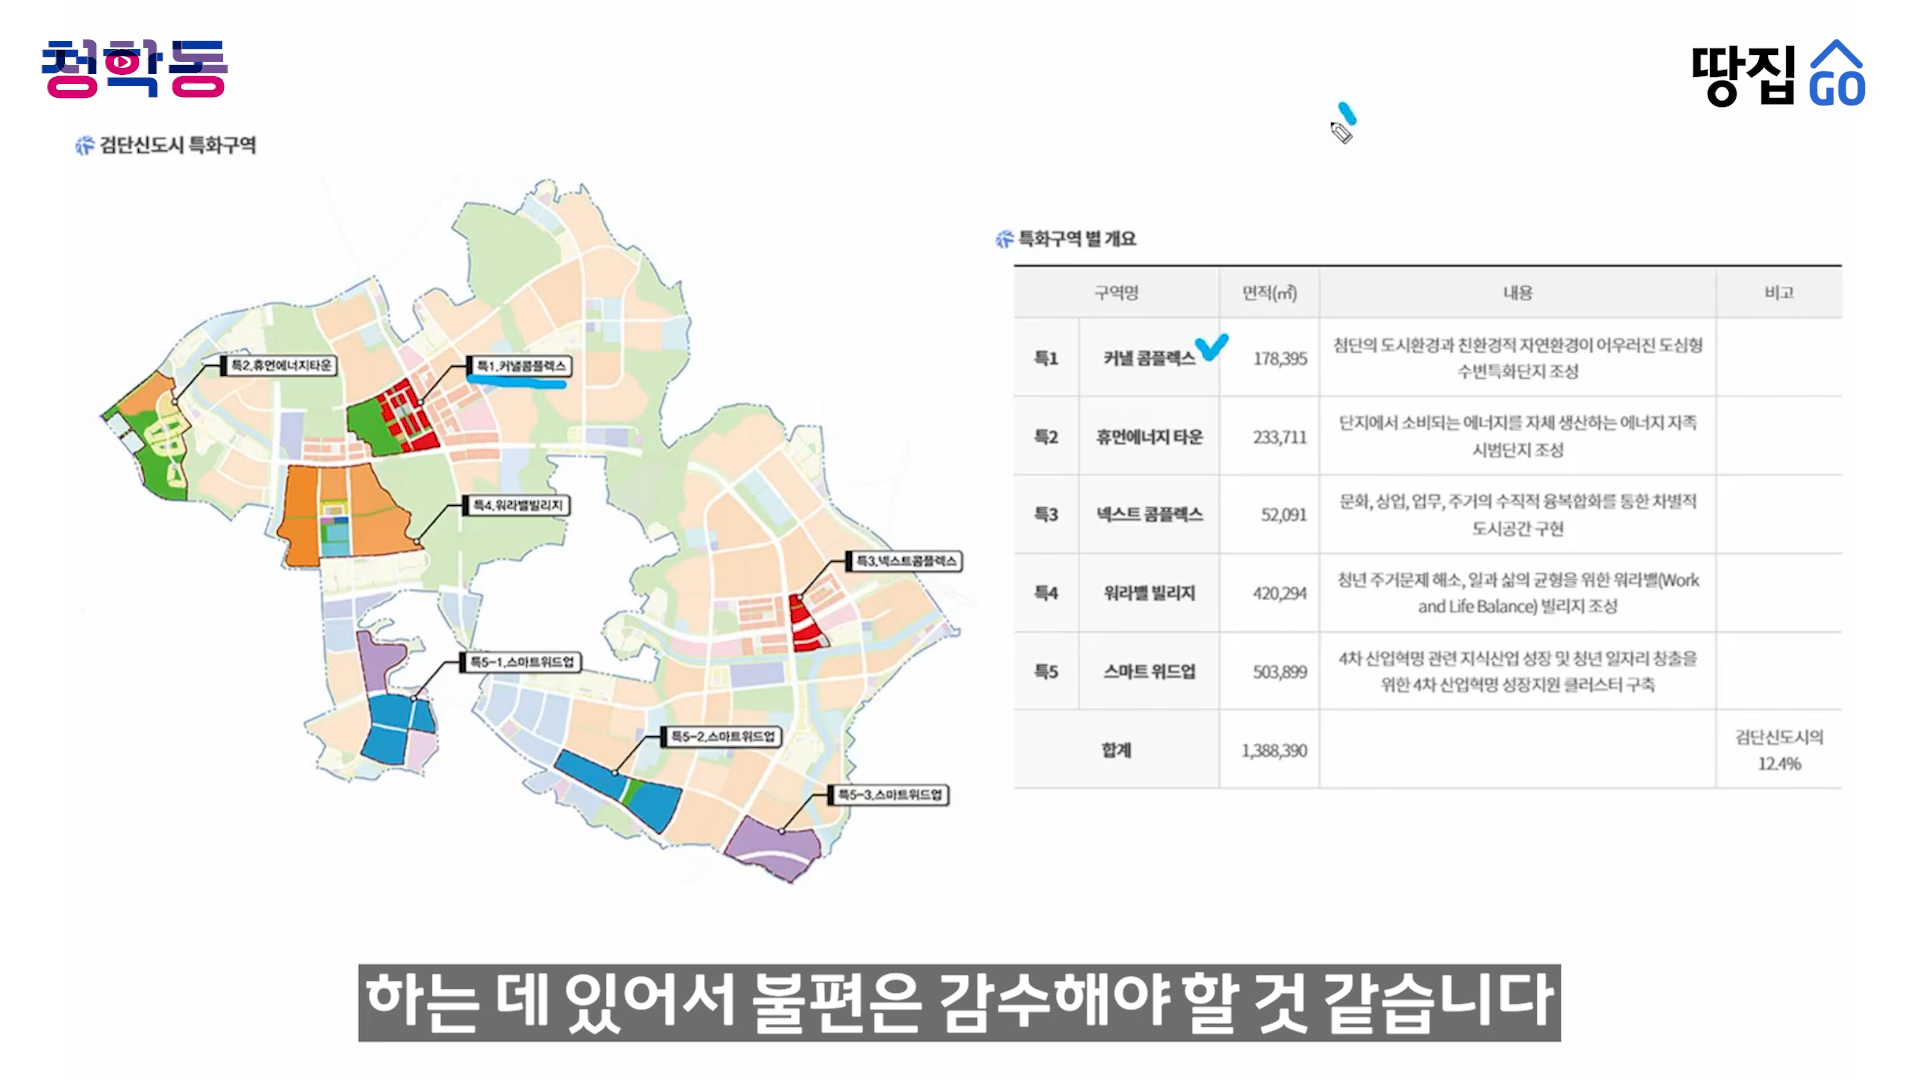 청학동
땅집GO
검단신도시 특화구역
특2.휴먼에너지타운
특1.커낼콤플렉스
특4.워라밸빌리지
특3.넥스트콤플렉스
특5-1.스마트위드업
특5-2.스마트위드업
특5-3.스마트위드업
특화구역 별 개요
구역명 면적(㎡) 내용 비고
특1 커낼 콤플렉스 178,395 첨단의 도시환경과 친환경적 자연환경이 어우러진 도심형
수변특화단지 조성
특2 휴먼에너지 타운 233,711 단지에서 소비되는 에너지를 자체 생산하는 에너지 자족
시범단지 조성
특3 넥스트 콤플렉스 52,091 문화, 상업, 업무, 주거의 수직적 융복합화를 통한 차별적
도시공간 구현
특4 워라밸 빌리지 420,294 청년 주거문제 해소, 일과 삶의 균형을 위한 워라밸(Work
and Life Balance) 빌리지 조성
특5 스마트 위드업 503,899 4차 산업혁명 관련 지식산업 성장 및 청년 일자리 창출을
위한 4차 산업혁명 성장지원 클러스터 구축
합계 1,388,390 검단신도시의
12.4%
하는 데 있어서 불편은 감수해야 할 것 같습니다